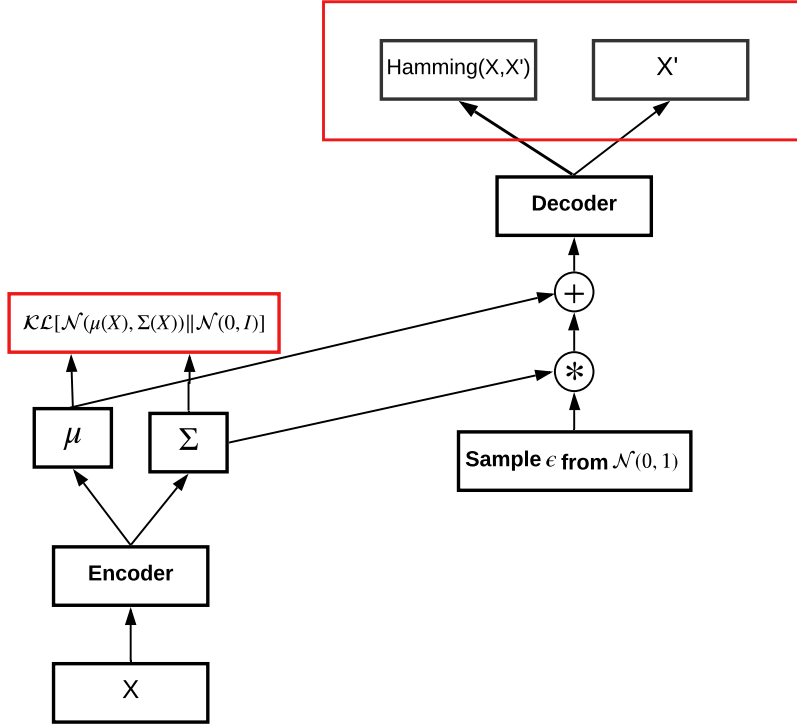 Hamming(X,X') X'
Decoder
+
𝒦ℒ[𝒩(μ(X), Σ(X))||𝒩(0, I)]
*
μ Σ
Sample ϵ from 𝒩(0, 1)
Encoder
X